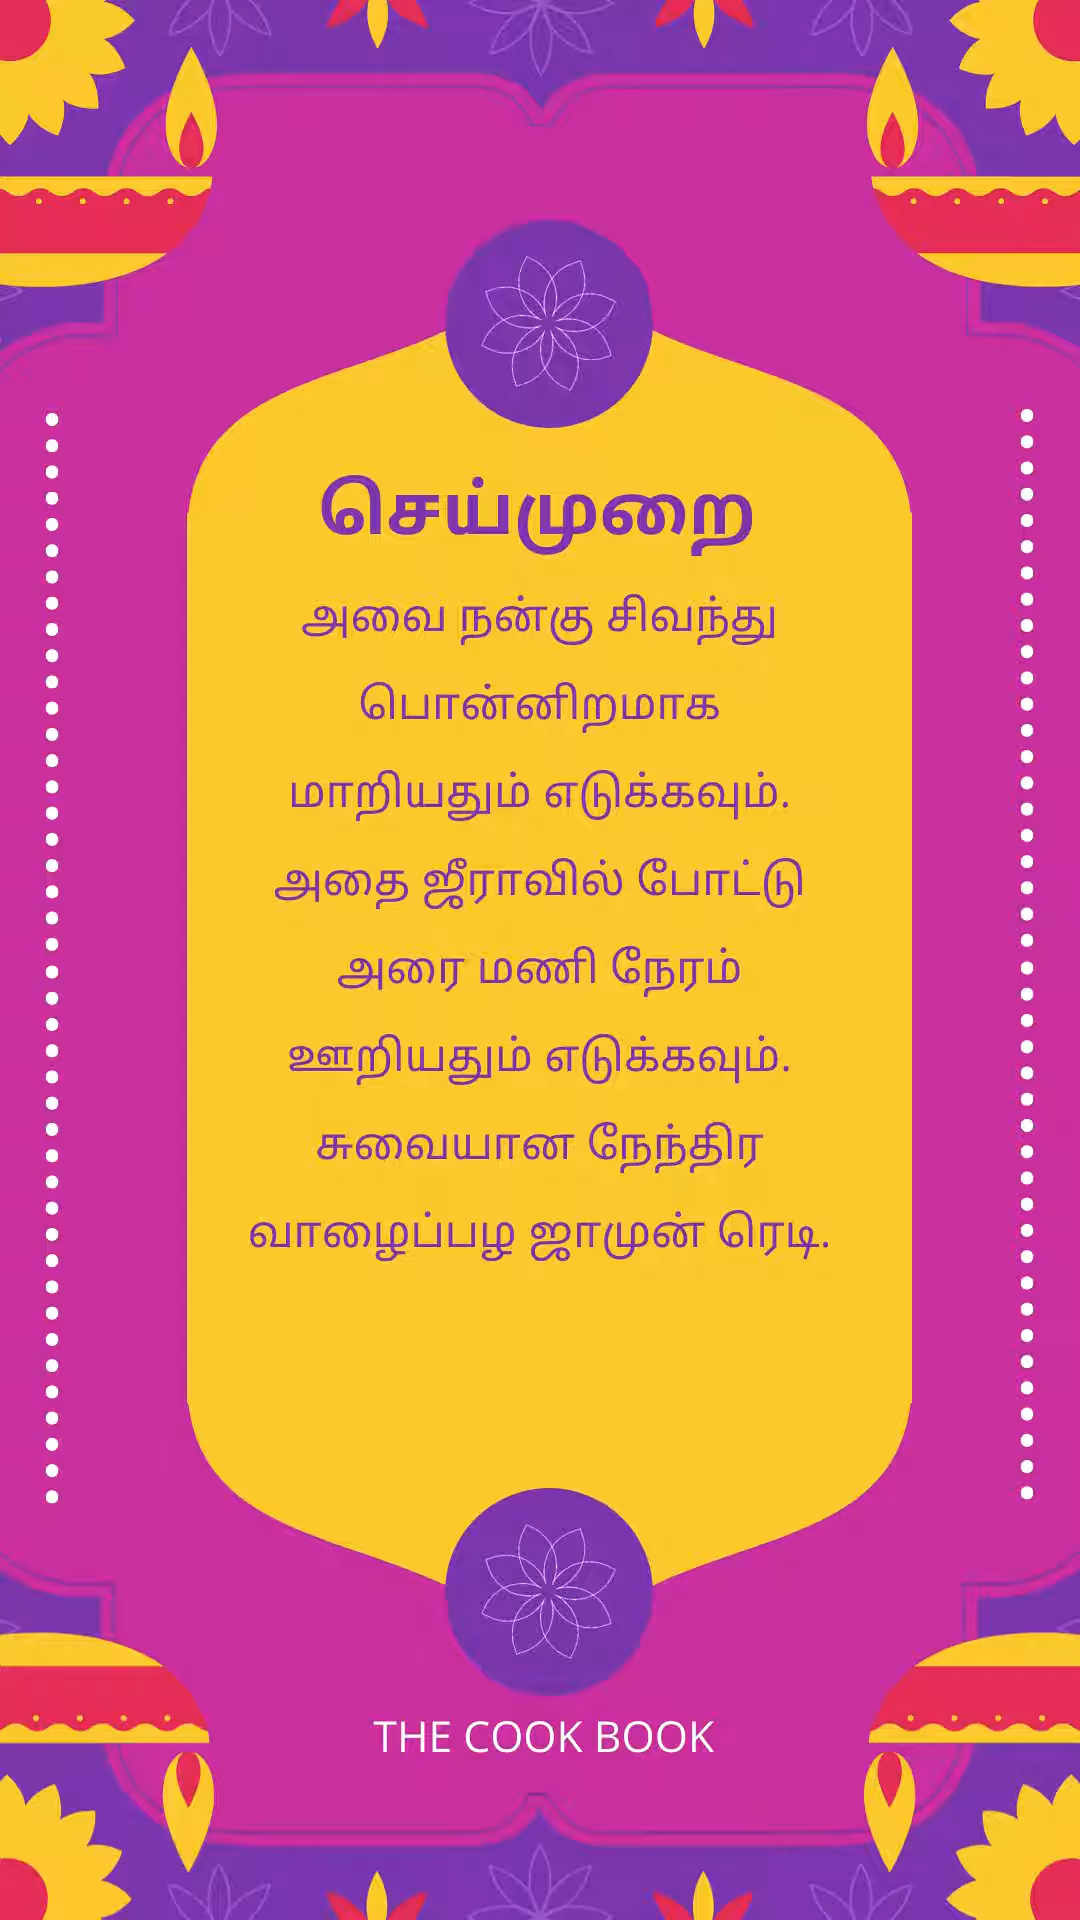 செய்முறை
அவை நன்கு சிவந்து
பொன்னிறமாக
மாறியதும் எடுக்கவும்.
அதை ஜீராவில் போட்டு
அரை மணி நேரம்
ஊறியதும் எடுக்கவும்.
சுவையான நேந்திர
வாழைப்பழ ஜாமுன் ரெடி.
THE COOK BOOK